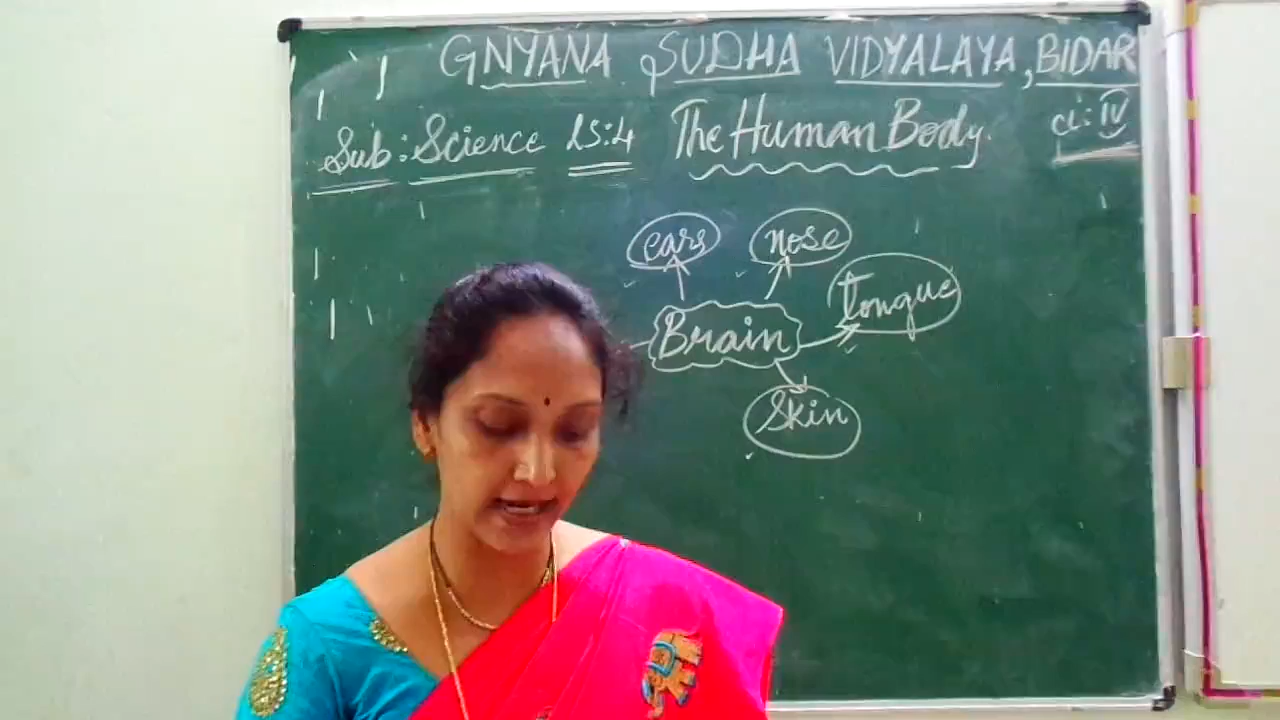 GNYANA SUDHA VIDYALAYA, BIDAR
Sub: Science LS:4 The Human Body. Cl: IV
ears nose
tongue
Brain
Skin